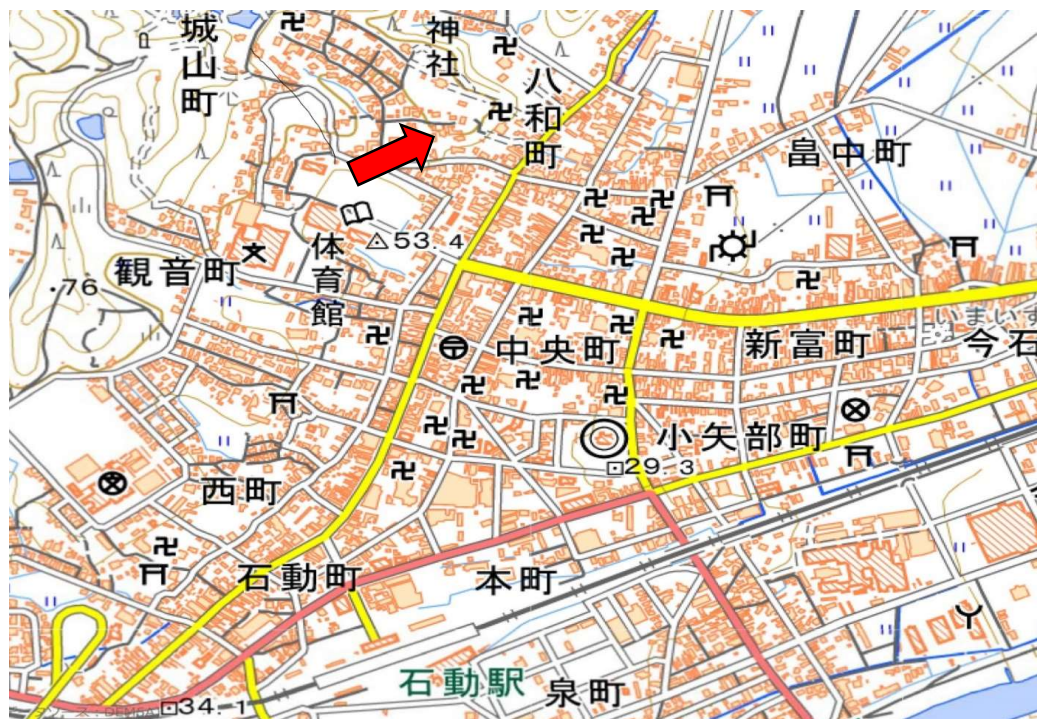 城山町
神社
八和町
畠中町
53.4
体育館
観音町
76
中央町
新富町
いまいす
今石
小矢部町
29.3
西町
石動町
本町
石動駅
泉町
34.1